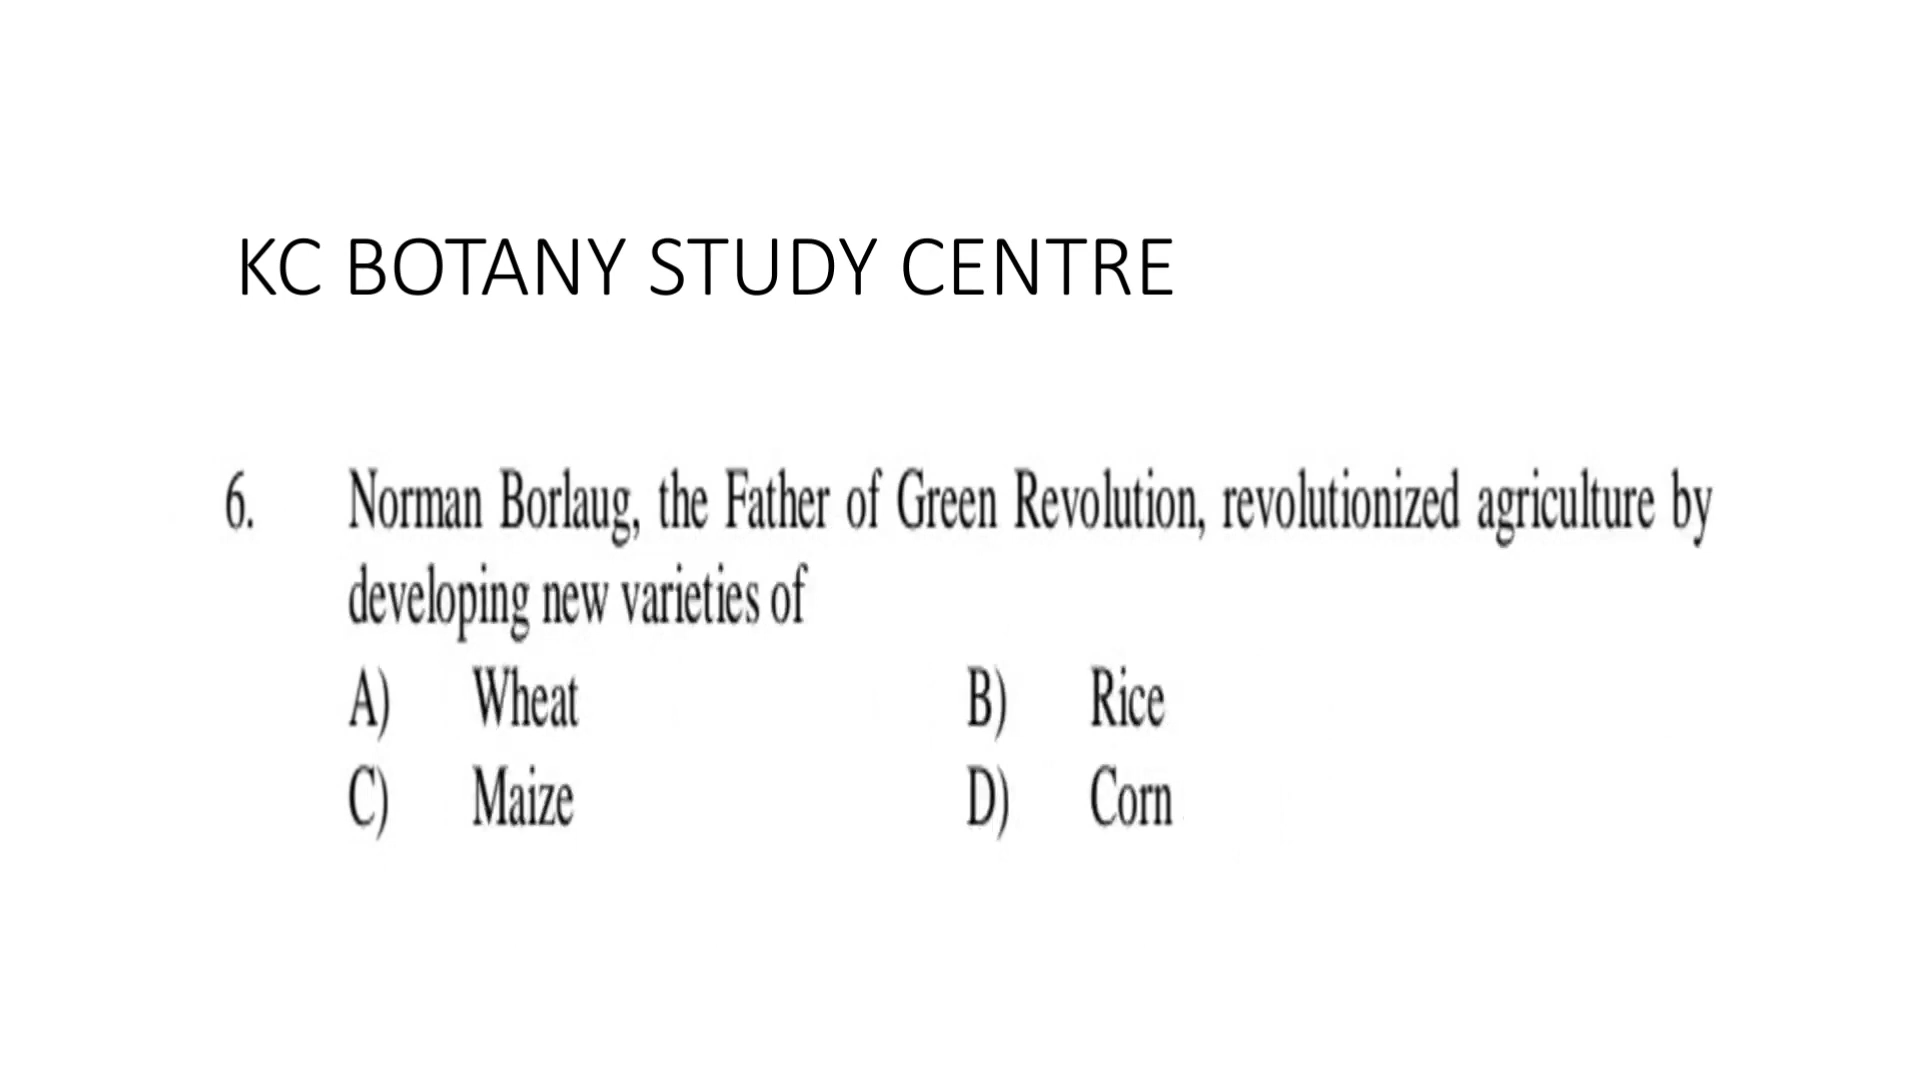 KC BOTANY STUDY CENTRE
6. Norman Borlaug, the Father of Green Revolution, revolutionized agriculture by
developing new varieties of
A) Wheat B) Rice
C) Maize D) Corn